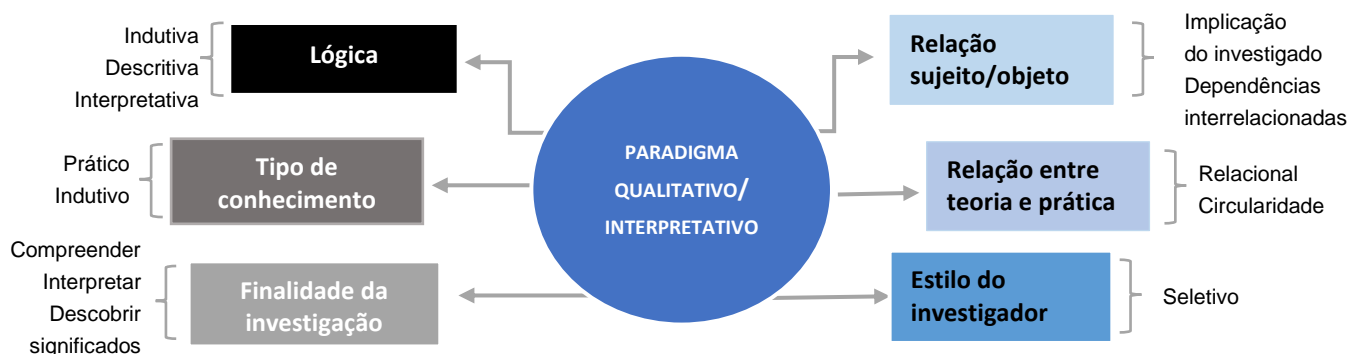 Indutiva
Descritiva
Interpretativa
Lógica
Prático
Indutivo
Tipo de
conhecimento
Compreender
Interpretar
Descobrir
significados
Finalidade da
investigação
PARADIGMA
QUALITATIVO/
INTERPRETATIVO
Relação
sujeito/objeto
Implicação
do investigado
Dependências
interrelacionadas
Relação entre
teoria e prática
Relacional
Circularidade
Estilo do
investigador
Seletivo